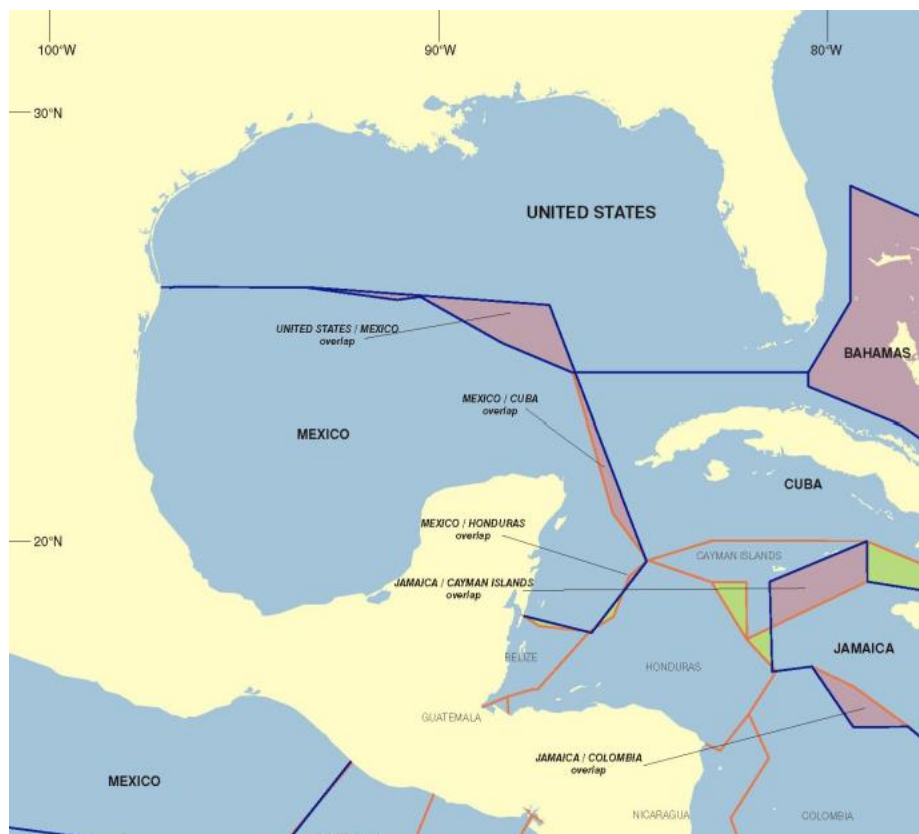 100°W
90°W
80°W
30°N
UNITED STATES
UNITED STATES / MEXICO
overlap
BAHAMAS
MEXICO / CUBA
overlap
MEXICO
CUBA
MEXICO / HONDURAS
overlap
20°N
CAYMAN ISLANDS
JAMAICA / CAYMAN ISLANDS
overlap
JAMAICA
BELIZE
HONDURAS
GUATEMALA
JAMAICA / COLOMBIA
overlap
MEXICO
NICARAGUA
COLOMBIA